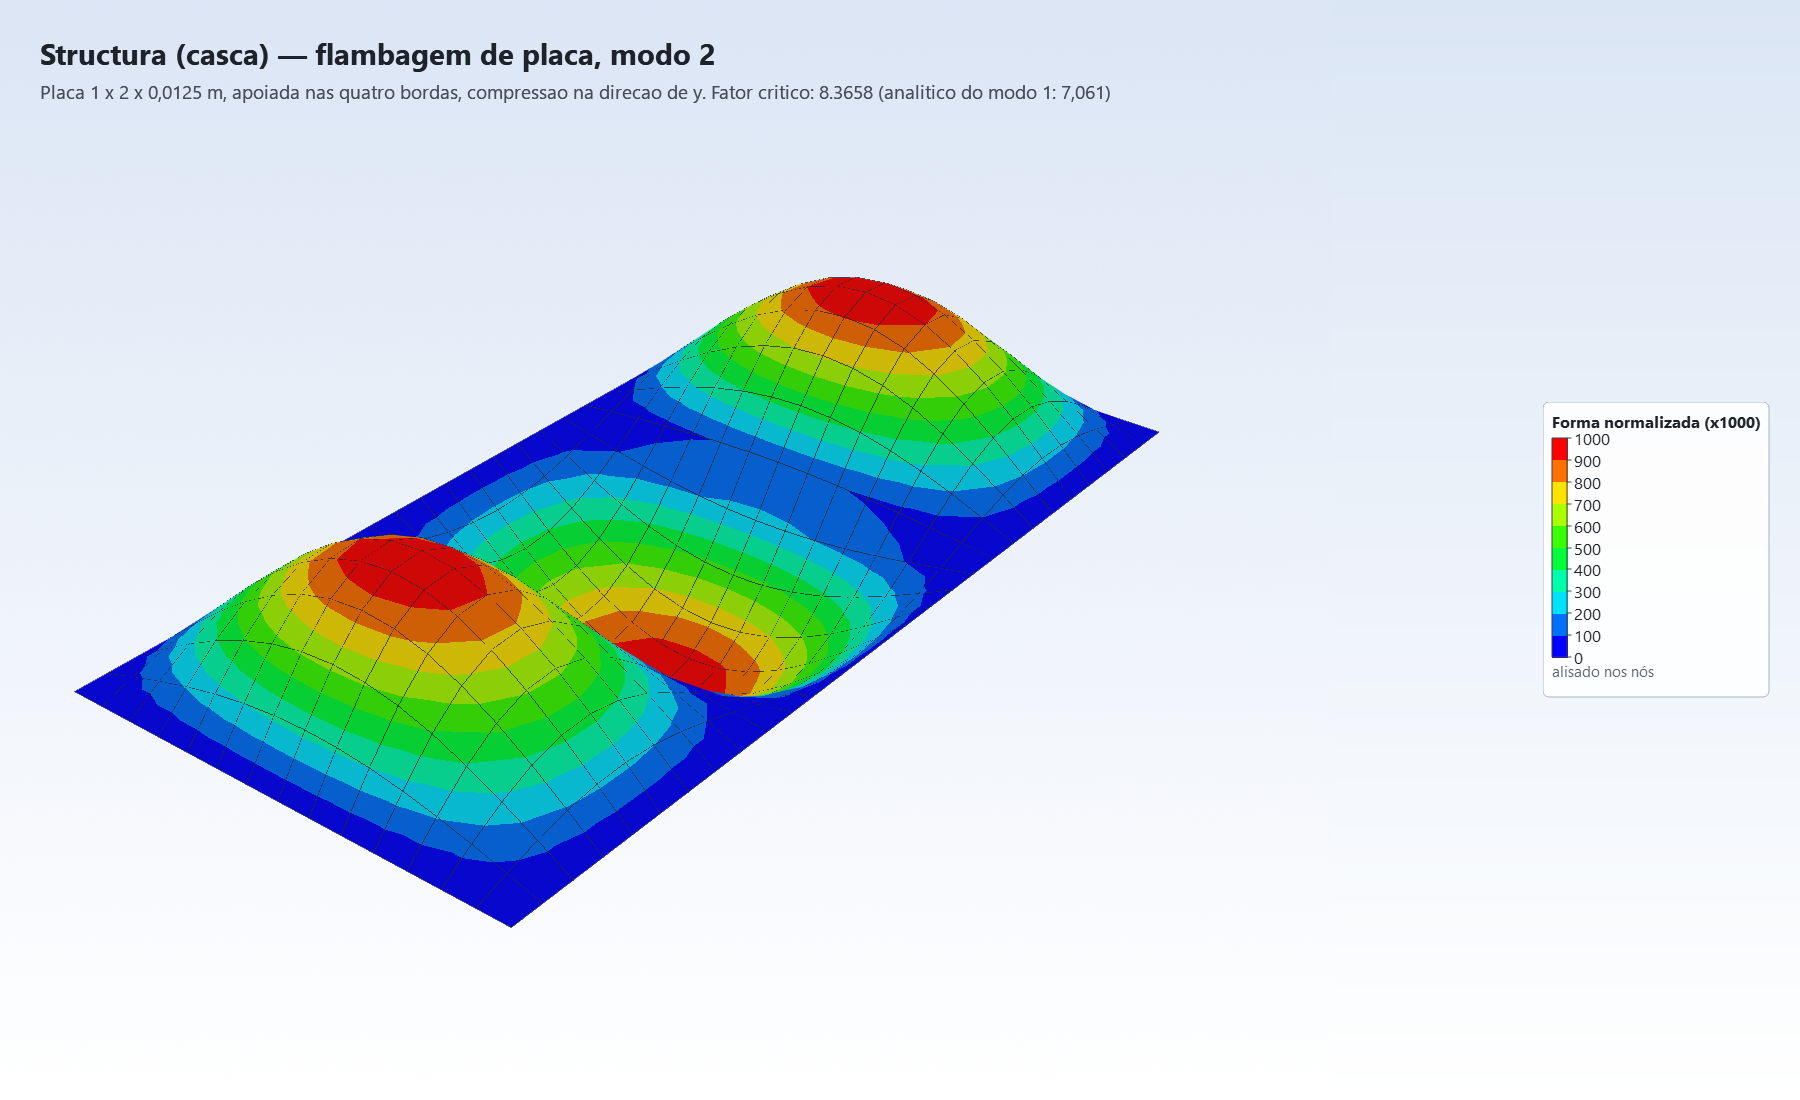 Structura (casca) — flambagem de placa, modo 2
Placa 1 x 2 x 0,0125 m, apoiada nas quatro bordas, compressao na direcao de y. Fator critico: 8.3658 (analitico do modo 1: 7,061)
Forma normalizada (x1000)
1000
900
800
700
600
500
400
300
200
100
0
alisado nos nós